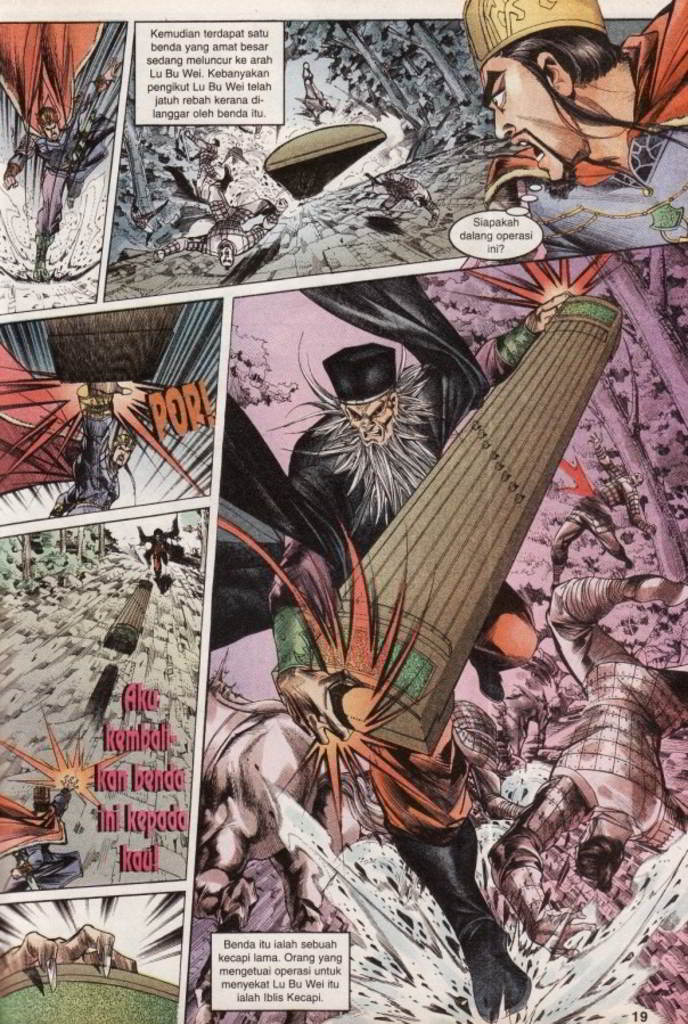 Kemudian terdapat satu
benda yang amat besar
sedang meluncur ke arah
Lu Bu Wei. Kebanyakan
pengikut Lu Bu Wei telah
jatuh rebah kerana di-
langgar oleh benda itu.
Siapakah
dalang operasi
ini?
POR!
Aku
kembali-
kan benda
ini kepada
kau!
Benda itu ialah sebuah
kecapi lama. Orang yang
mengetuai operasi untuk
menyekat Lu Bu Wei itu
ialah Iblis Kecapi.
19